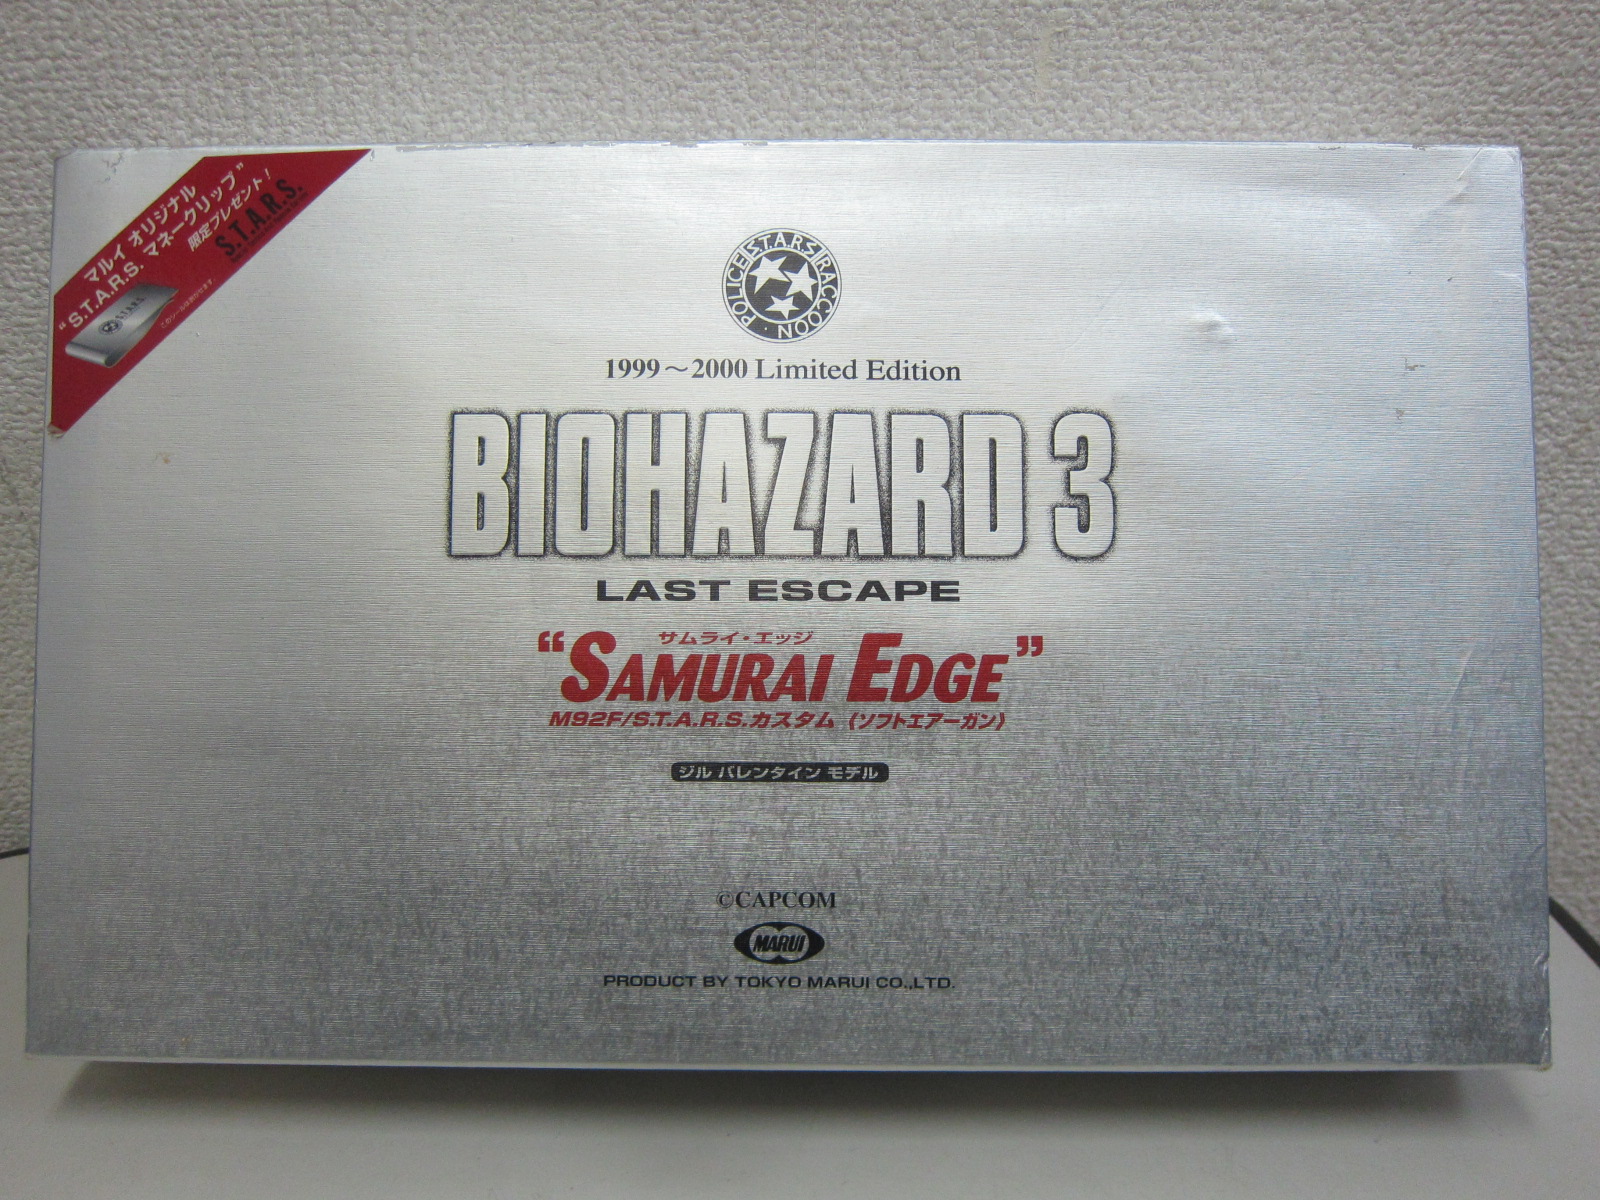 マルイ オリジナル
“S.T.A.R.S. マネークリップ”
限定プレゼント!
S.T.A.R.S.
S.T.A.R.S.
S.T.A.R.S. RACCOON · POLICE
1999〜2000 Limited Edition
BIOHAZARD 3
LAST ESCAPE
サムライ・エッジ
“SAMURAI EDGE”
M92F/S.T.A.R.S.カスタム (ソフトエアーガン)
ジル バレンタイン モデル
©CAPCOM
MARUI
PRODUCT BY TOKYO MARUI CO.,LTD.